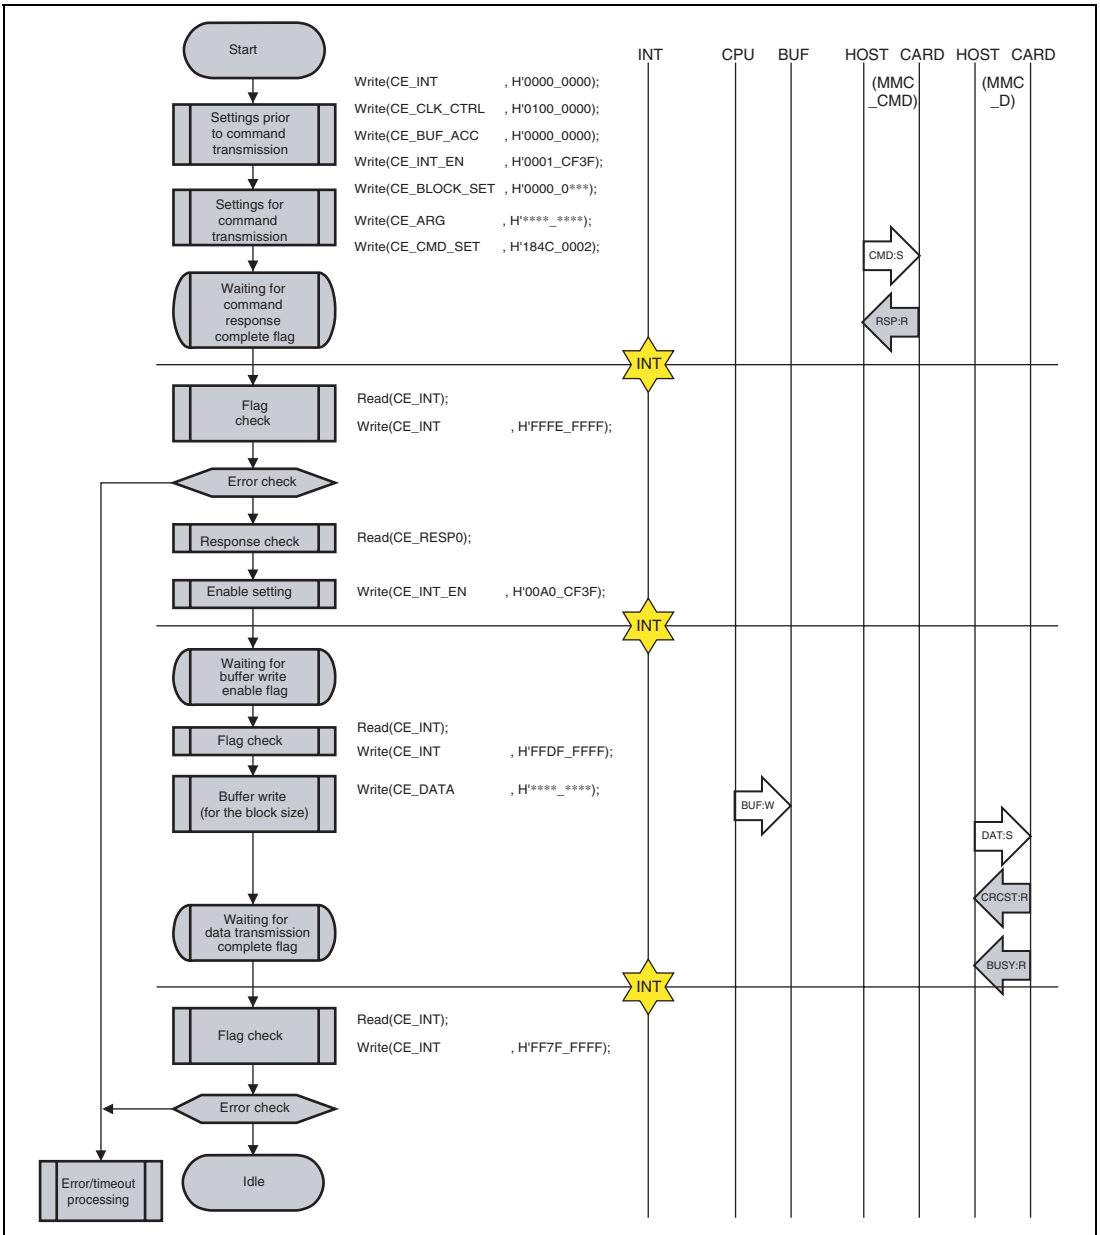 Start
INT
CPU
BUF
HOST
CARD
HOST
CARD
(MMC
_CMD)
(MMC
_D)
Write(CE_INT , H'0000_0000);
Write(CE_CLK_CTRL , H'0100_0000);
Settings prior
to command
transmission
Write(CE_BUF_ACC , H'0000_0000);
Write(CE_INT_EN , H'0001_CF3F);
Write(CE_BLOCK_SET , H'0000_0***);
Settings for
command
transmission
Write(CE_ARG , H'****_****);
Write(CE_CMD_SET , H'184C_0002);
CMD:S
Waiting for
command
response
complete flag
RSP:R
INT
Flag
check
Read(CE_INT);
Write(CE_INT , H'FFFE_FFFF);
Error check
Response check
Read(CE_RESP0);
Enable setting
Write(CE_INT_EN , H'00A0_CF3F);
INT
Waiting for
buffer write
enable flag
Flag check
Read(CE_INT);
Write(CE_INT , H'FFDF_FFFF);
Buffer write
(for the block size)
Write(CE_DATA , H'****_****);
BUF:W
DAT:S
CRCST:R
Waiting for
data transmission
complete flag
BUSY:R
INT
Flag check
Read(CE_INT);
Write(CE_INT , H'FF7F_FFFF);
Error check
Error/timeout
processing
Idle